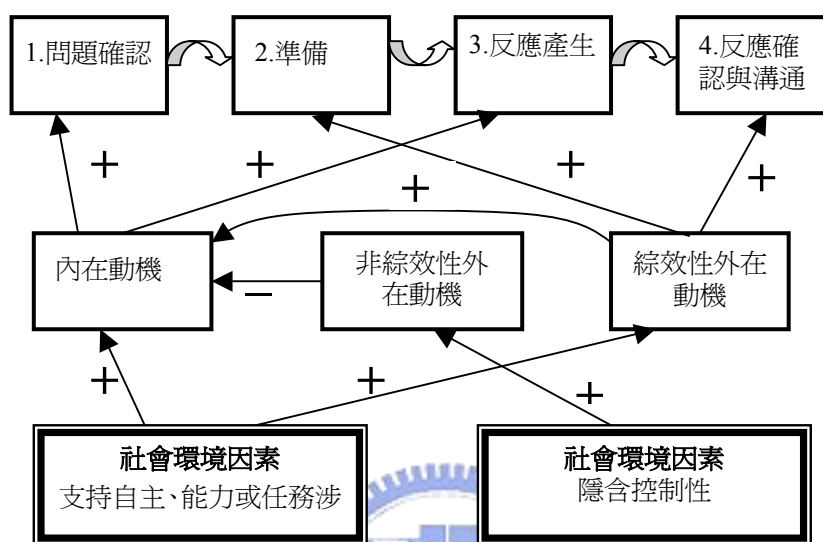 1.問題確認
2.準備
3.反應產生
4.反應確
認與溝通
＋
＋
＋
＋
＋
內在動機
非綜效性外
在動機
綜效性外在
動機
－
＋
＋
＋
社會環境因素
支持自主、能力或任務涉
社會環境因素
隱含控制性